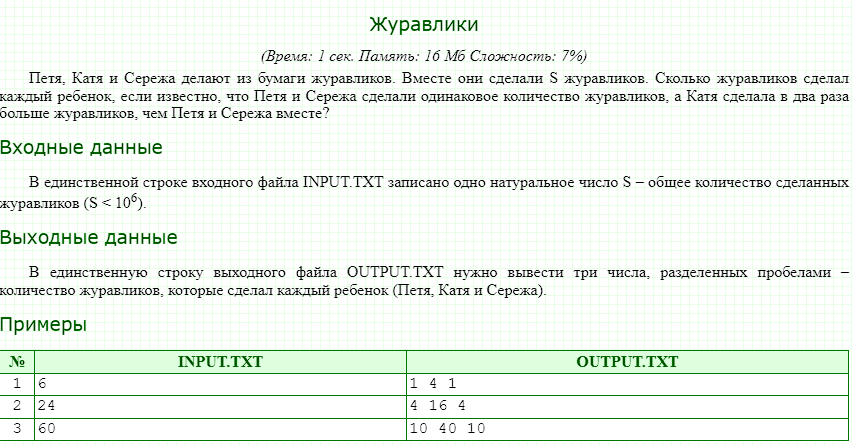 Журавлики
(Время: 1 сек. Память: 16 Мб Сложность: 7%)
Петя, Катя и Сережа делают из бумаги журавликов. Вместе они сделали S журавликов. Сколько журавликов сделал
каждый ребенок, если известно, что Петя и Сережа сделали одинаковое количество журавликов, а Катя сделала в два раза
больше журавликов, чем Петя и Сережа вместе?
Входные данные
В единственной строке входного файла INPUT.TXT записано одно натуральное число S – общее количество сделанных
журавликов (S < 10⁶).
Выходные данные
В единственную строку выходного файла OUTPUT.TXT нужно вывести три числа, разделенных пробелами –
количество журавликов, которые сделал каждый ребенок (Петя, Катя и Сережа).
Примеры
№ INPUT.TXT OUTPUT.TXT
1 6 1 4 1
2 24 4 16 4
3 60 10 40 10